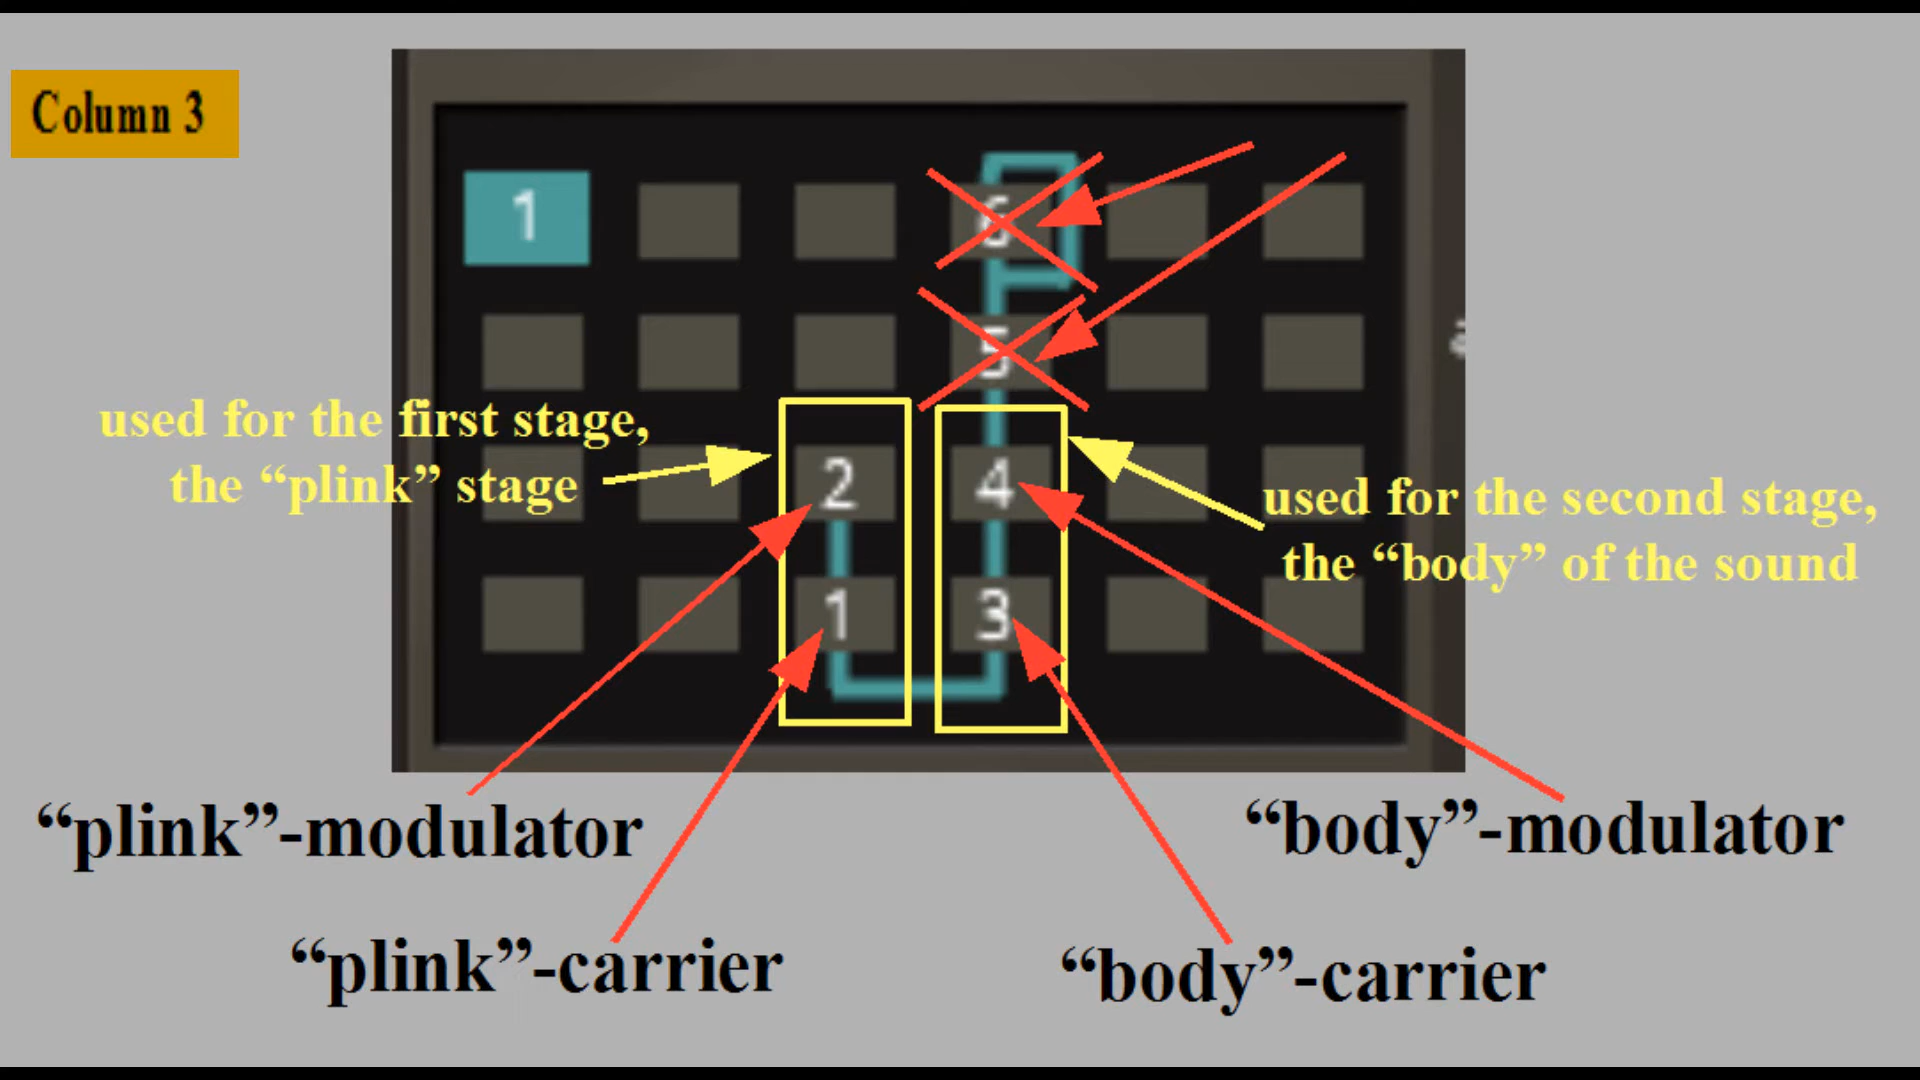 Column 3
1
6
5
used for the first stage,
the “plink” stage
2
4
used for the second stage,
the “body” of the sound
1
3
“plink”-modulator
“body”-modulator
“plink”-carrier
“body”-carrier